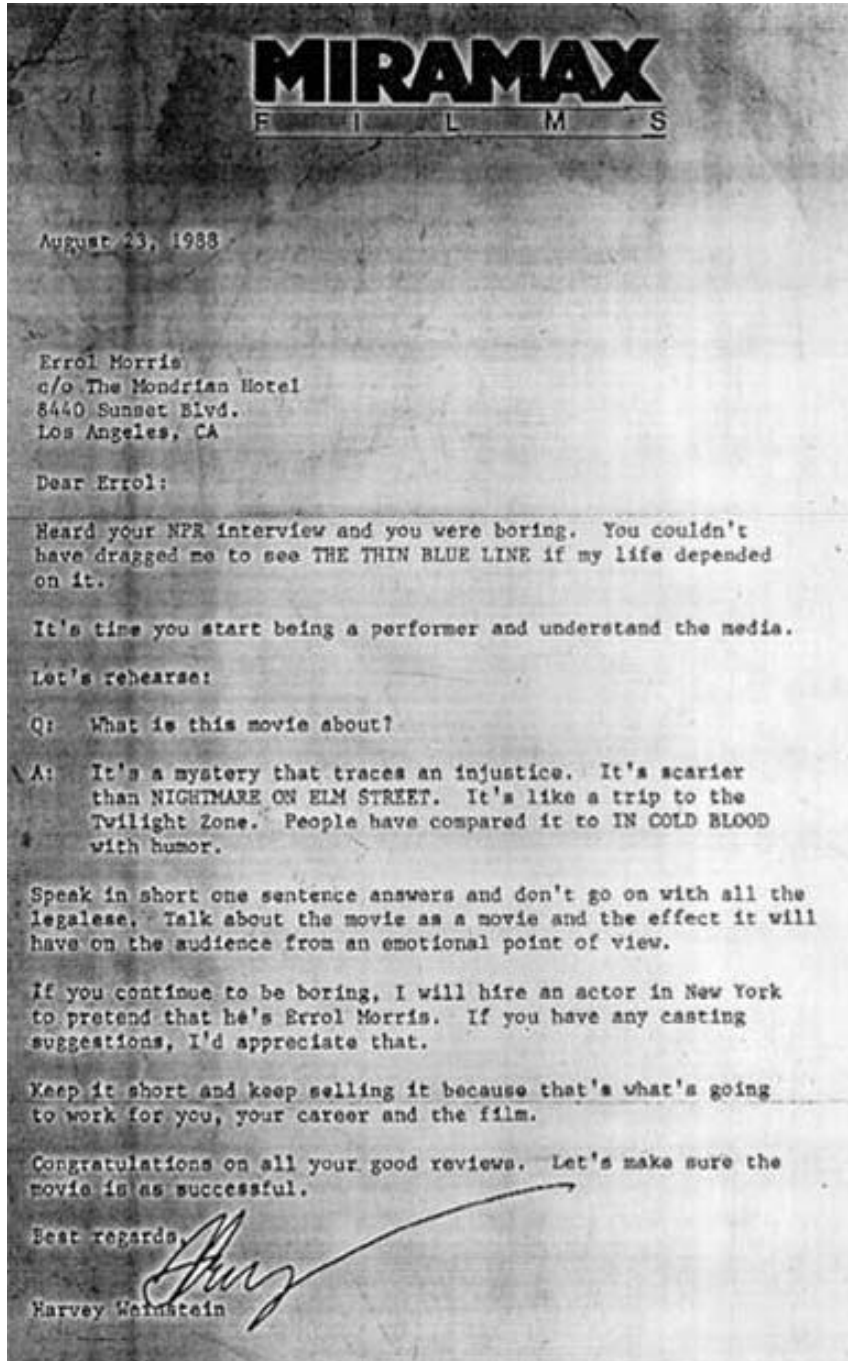 MIRAMAX
FILMS
August 23, 1988
Errol Morris
c/o The Mondrian Hotel
8440 Sunset Blvd.
Los Angeles, CA
Dear Errol:
Heard your NPR interview and you were boring. You couldn't
have dragged me to see THE THIN BLUE LINE if my life depended
on it.
It's time you start being a performer and understand the media.
Let's rehearse:
Q: What is this movie about?
A: It's a mystery that traces an injustice. It's scarier
than NIGHTMARE ON ELM STREET. It's like a trip to the
Twilight Zone. People have compared it to IN COLD BLOOD
with humor.
Speak in short one sentence answers and don't go on with all the
legalese. Talk about the movie as a movie and the effect it will
have on the audience from an emotional point of view.
If you continue to be boring, I will hire an actor in New York
to pretend that he's Errol Morris. If you have any casting
suggestions, I'd appreciate that.
Keep it short and keep selling it because that's what's going
to work for you, your career and the film.
Congratulations on all your good reviews. Let's make sure the
movie is as successful.
Best regards,
Harvey Weinstein